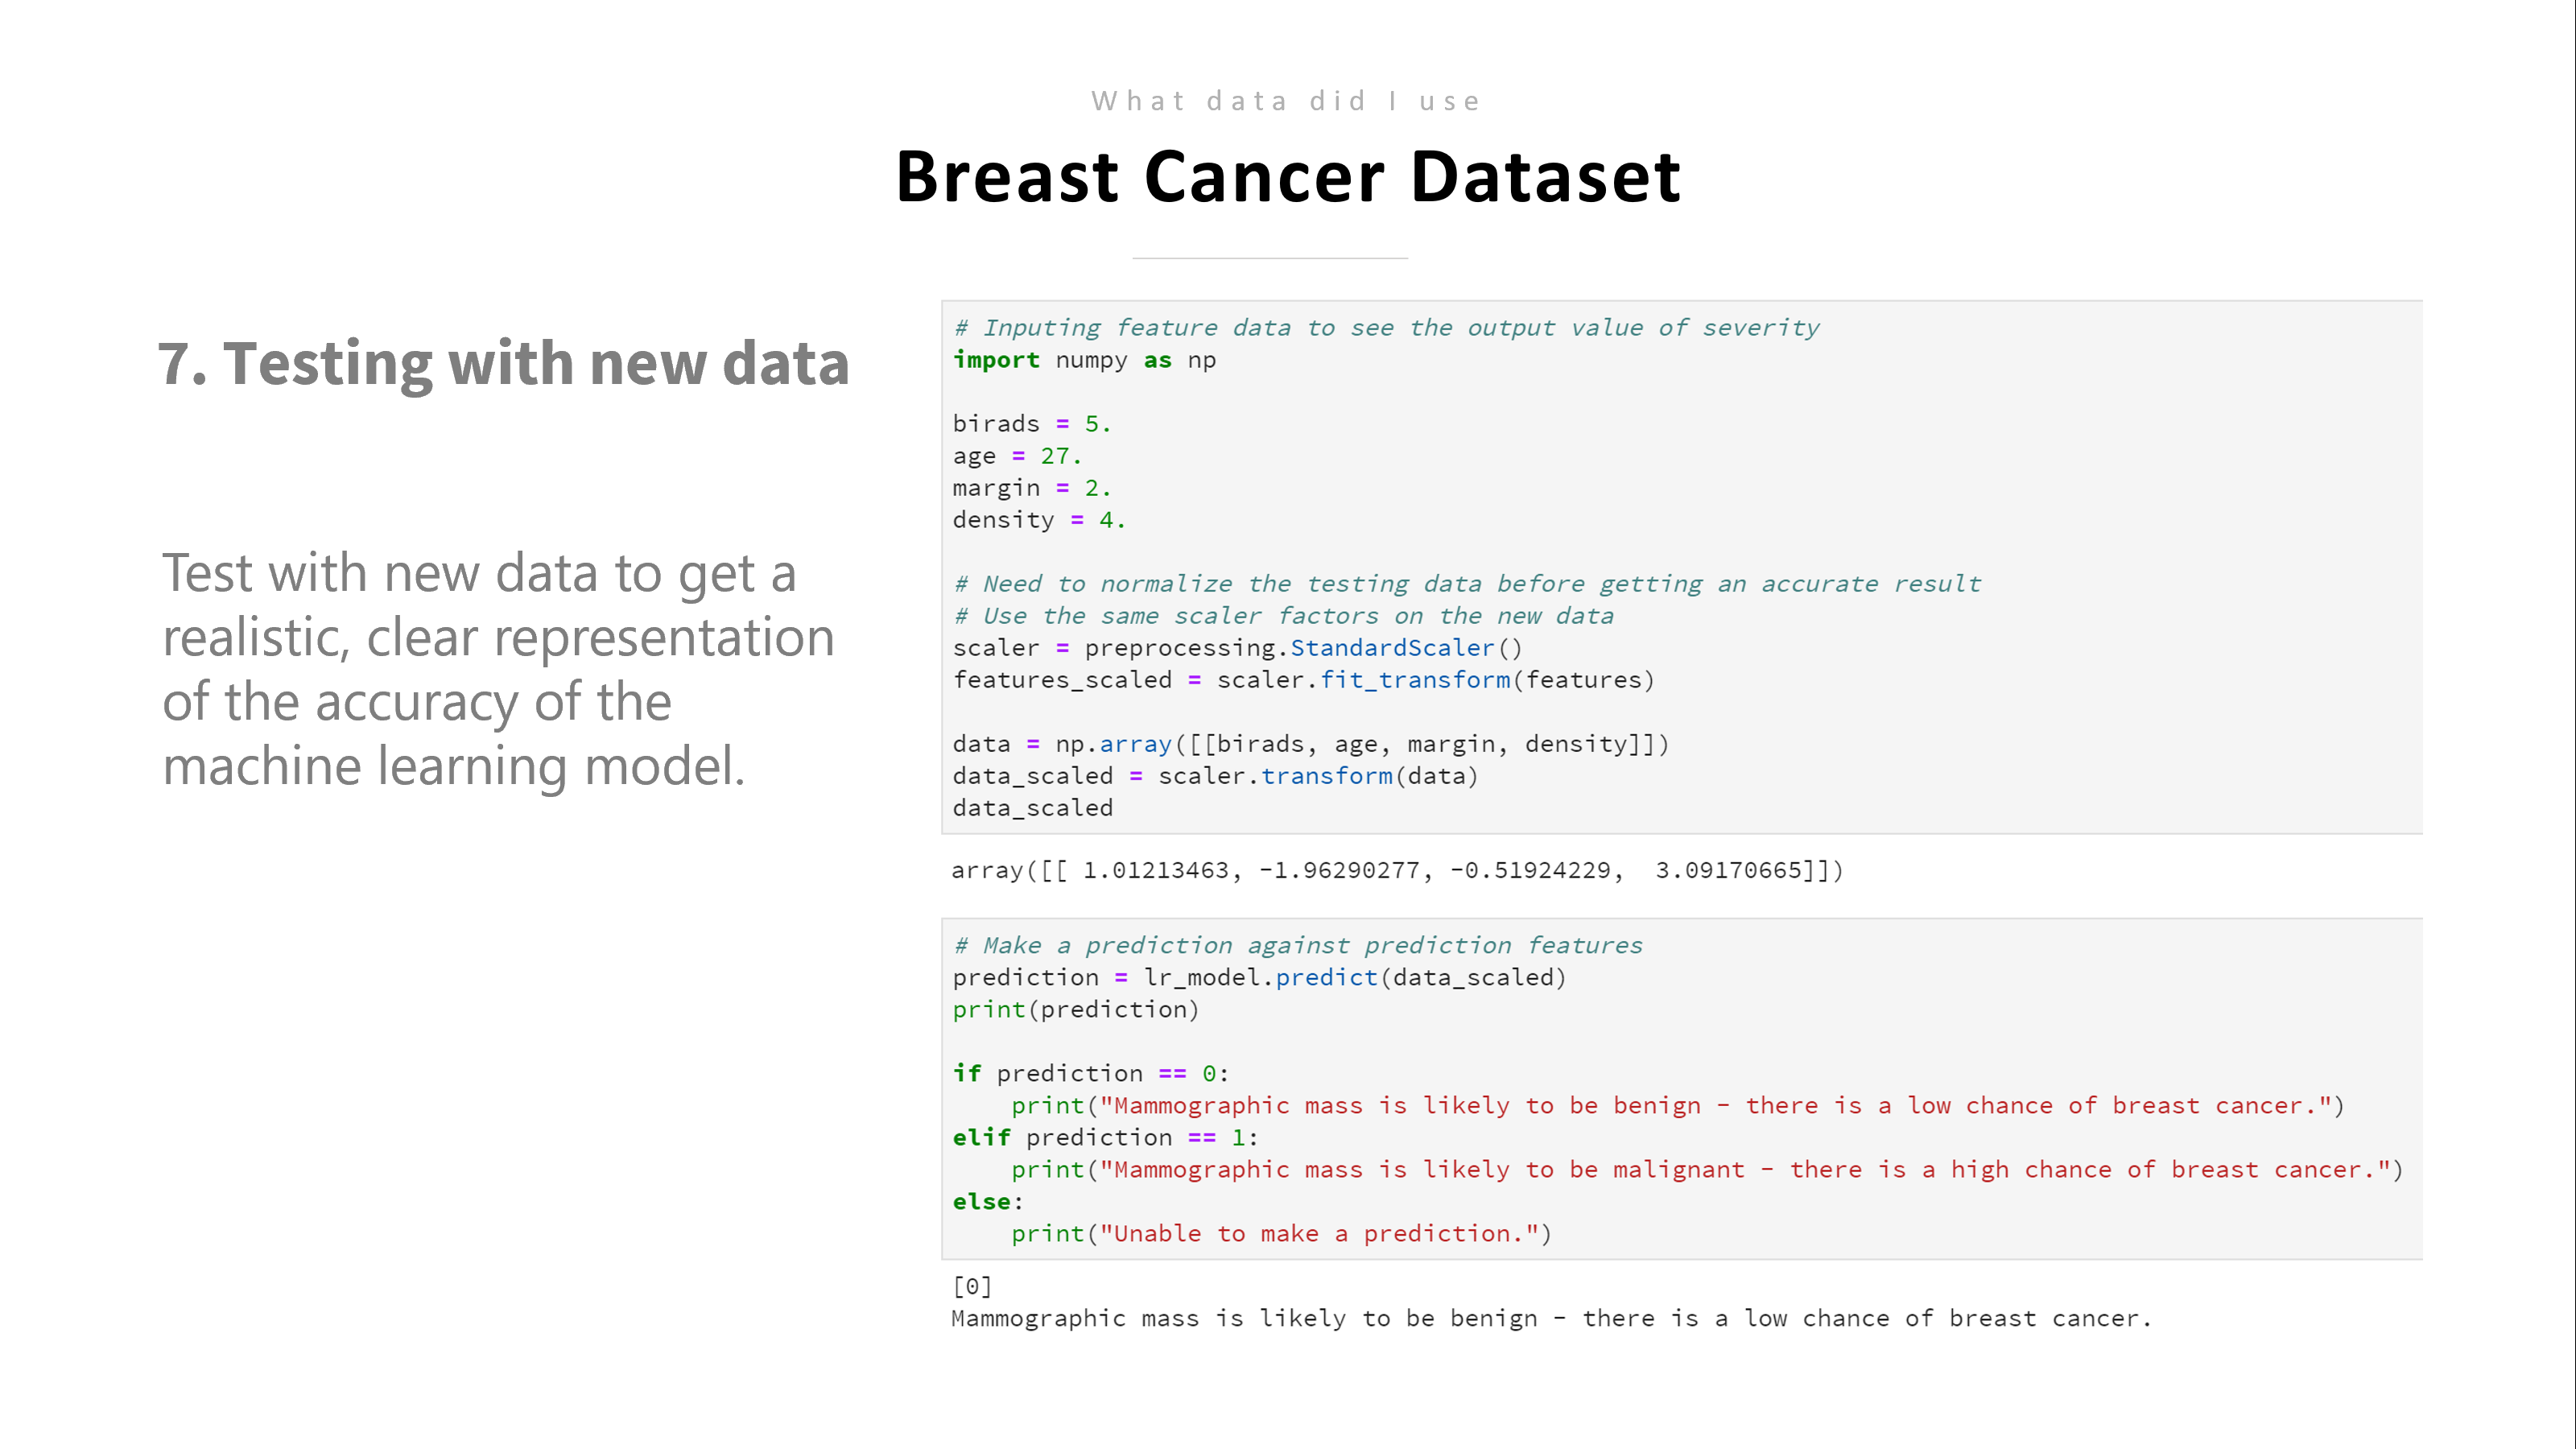 What data did I use
Breast Cancer Dataset
7. Testing with new data
Test with new data to get a
realistic, clear representation
of the accuracy of the
machine learning model.
# Inputing feature data to see the output value of severity
import numpy as np
birads = 5.
age = 27.
margin = 2.
density = 4.
# Need to normalize the testing data before getting an accurate result
# Use the same scaler factors on the new data
scaler = preprocessing.StandardScaler()
features_scaled = scaler.fit_transform(features)
data = np.array([[birads, age, margin, density]])
data_scaled = scaler.transform(data)
data_scaled
array([[ 1.01213463, -1.96290277, -0.51924229,  3.09170665]])
# Make a prediction against prediction features
prediction = lr_model.predict(data_scaled)
print(prediction)
if prediction == 0:
    print("Mammographic mass is likely to be benign - there is a low chance of breast cancer.")
elif prediction == 1:
    print("Mammographic mass is likely to be malignant - there is a high chance of breast cancer.")
else:
    print("Unable to make a prediction.")
[0]
Mammographic mass is likely to be benign - there is a low chance of breast cancer.